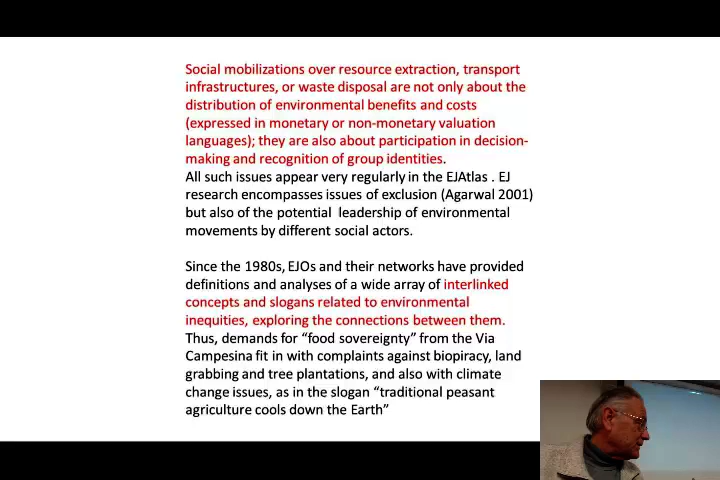 Social mobilizations over resource extraction, transport
infrastructures, or waste disposal are not only about the
distribution of environmental benefits and costs
(expressed in monetary or non-monetary valuation
languages); they are also about participation in decision-
making and recognition of group identities.
All such issues appear very regularly in the EJAtlas . EJ
research encompasses issues of exclusion (Agarwal 2001)
but also of the potential leadership of environmental
movements by different social actors.
Since the 1980s, EJOs and their networks have provided
definitions and analyses of a wide array of interlinked
concepts and slogans related to environmental
inequities, exploring the connections between them.
Thus, demands for “food sovereignty” from the Via
Campesina fit in with complaints against biopiracy, land
grabbing and tree plantations, and also with climate
change issues, as in the slogan “traditional peasant
agriculture cools down the Earth”